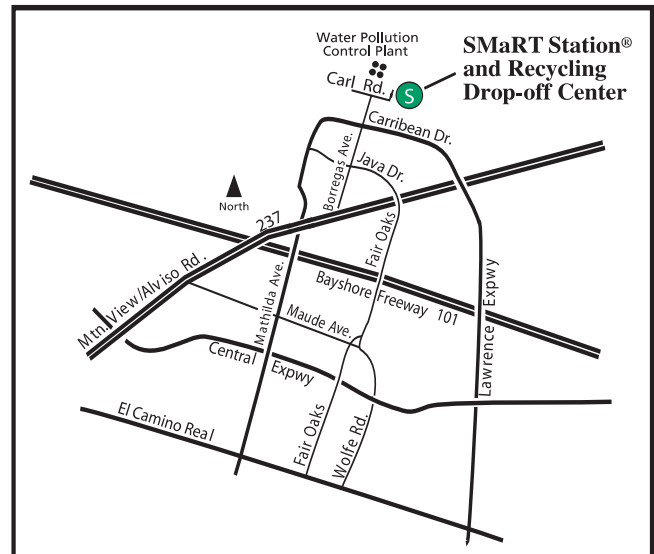 Water Pollution
Control Plant
SMaRT Station®
and Recycling
Drop-off Center
Carl Rd.
S
Carribean Dr.
Borregas Ave.
Java Dr.
North
237
Fair Oaks
Mtn. View/Alviso Rd.
Mathilda Ave.
Bayshore Freeway 101
Lawrence Expwy
Maude Ave.
Central Expwy
El Camino Real
Fair Oaks
Wolfe Rd.